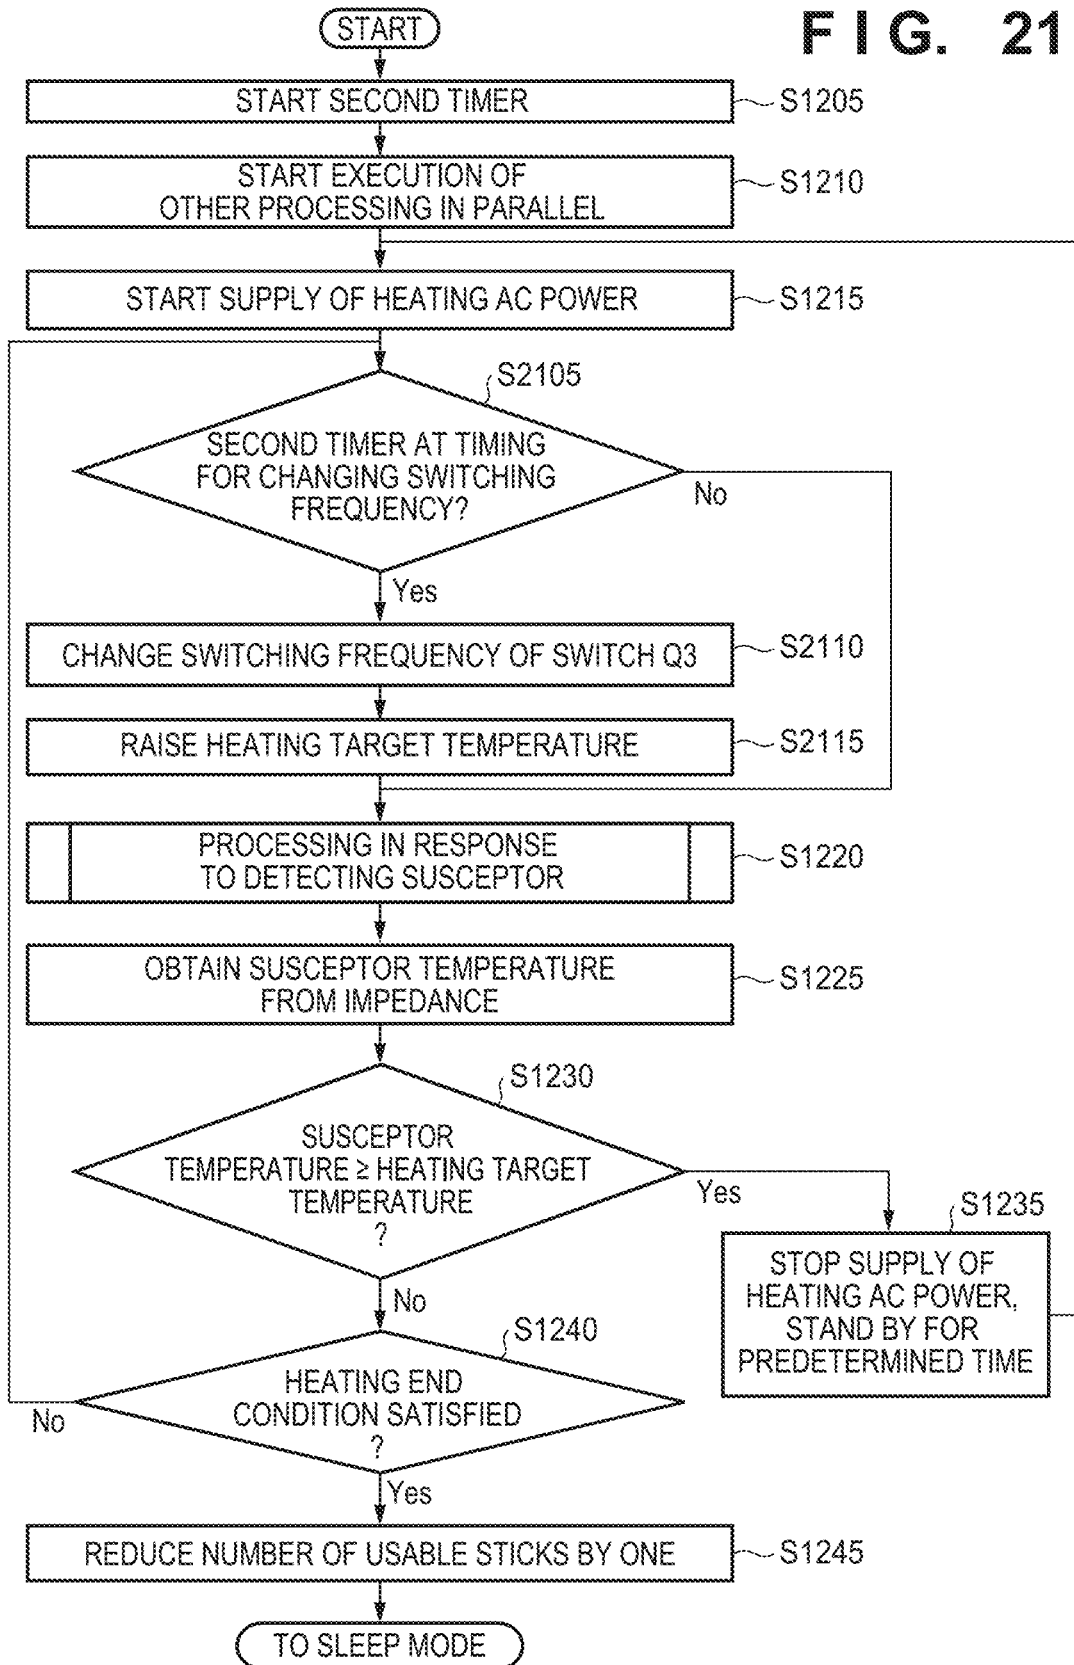 START
FIG. 21
START SECOND TIMER
S1205
START EXECUTION OF
OTHER PROCESSING IN PARALLEL
S1210
START SUPPLY OF HEATING AC POWER
S1215
S2105
SECOND TIMER AT TIMING
FOR CHANGING SWITCHING
FREQUENCY?
No
Yes
CHANGE SWITCHING FREQUENCY OF SWITCH Q3
S2110
RAISE HEATING TARGET TEMPERATURE
S2115
PROCESSING IN RESPONSE
TO DETECTING SUSCEPTOR
S1220
OBTAIN SUSCEPTOR TEMPERATURE
FROM IMPEDANCE
S1225
S1230
SUSCEPTOR
TEMPERATURE ≥ HEATING TARGET
TEMPERATURE
?
Yes
S1235
STOP SUPPLY OF
HEATING AC POWER,
STAND BY FOR
PREDETERMINED TIME
No
S1240
HEATING END
CONDITION SATISFIED
?
No
Yes
REDUCE NUMBER OF USABLE STICKS BY ONE
S1245
TO SLEEP MODE